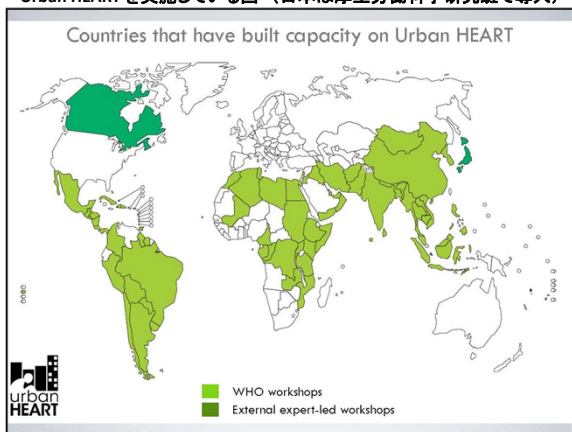 Urban HEART を実施している国（日本は厚生労働科学研究班で導入）
Countries that have built capacity on Urban HEART
urban
HEART
WHO workshops
External expert-led workshops